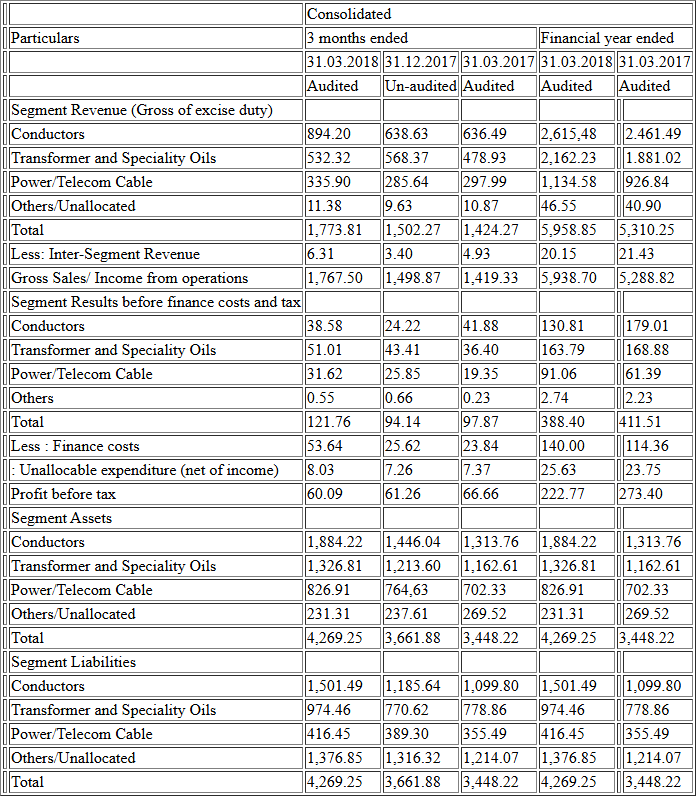 Consolidated
Particulars 3 months ended Financial year ended
31.03.2018 31.12.2017 31.03.2017 31.03.2018 31.03.2017
Audited Un-audited Audited Audited Audited
Segment Revenue (Gross of excise duty)
Conductors 894.20 638.63 636.49 2,615,48 2.461.49
Transformer and Speciality Oils 532.32 568.37 478.93 2,162.23 1.881.02
Power/Telecom Cable 335.90 285.64 297.99 1,134.58 926.84
Others/Unallocated 11.38 9.63 10.87 46.55 40.90
Total 1,773.81 1,502.27 1,424.27 5,958.85 5,310.25
Less: Inter-Segment Revenue 6.31 3.40 4.93 20.15 21.43
Gross Sales/ Income from operations 1,767.50 1,498.87 1,419.33 5,938.70 5,288.82
Segment Results before finance costs and tax
Conductors 38.58 24.22 41.88 130.81 179.01
Transformer and Speciality Oils 51.01 43.41 36.40 163.79 168.88
Power/Telecom Cable 31.62 25.85 19.35 91.06 61.39
Others 0.55 0.66 0.23 2.74 2.23
Total 121.76 94.14 97.87 388.40 411.51
Less : Finance costs 53.64 25.62 23.84 140.00 114.36
: Unallocable expenditure (net of income) 8.03 7.26 7.37 25.63 23.75
Profit before tax 60.09 61.26 66.66 222.77 273.40
Segment Assets
Conductors 1,884.22 1,446.04 1,313.76 1,884.22 1,313.76
Transformer and Speciality Oils 1,326.81 1,213.60 1,162.61 1,326.81 1,162.61
Power/Telecom Cable 826.91 764,63 702.33 826.91 702.33
Others/Unallocated 231.31 237.61 269.52 231.31 269.52
Total 4,269.25 3,661.88 3,448.22 4,269.25 3,448.22
Segment Liabilities
Conductors 1,501.49 1,185.64 1,099.80 1,501.49 1,099.80
Transformer and Speciality Oils 974.46 770.62 778.86 974.46 778.86
Power/Telecom Cable 416.45 389.30 355.49 416.45 355.49
Others/Unallocated 1,376.85 1,316.32 1,214.07 1,376.85 1,214.07
Total 4,269.25 3,661.88 3,448.22 4,269.25 3,448.22